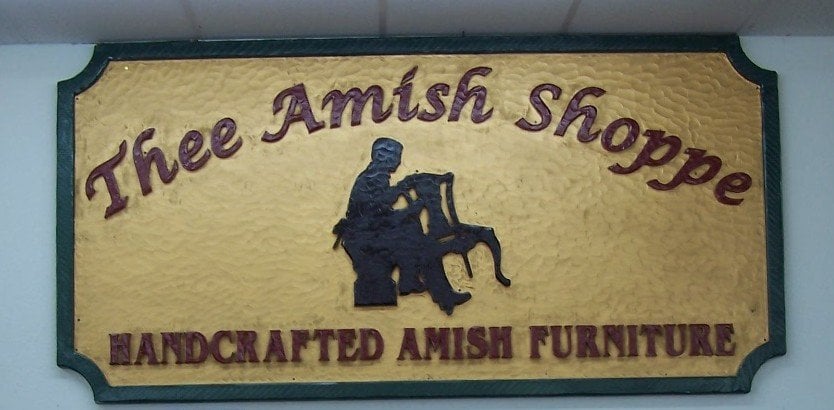 Thee Amish Shoppe
HANDCRAFTED AMISH FURNITURE